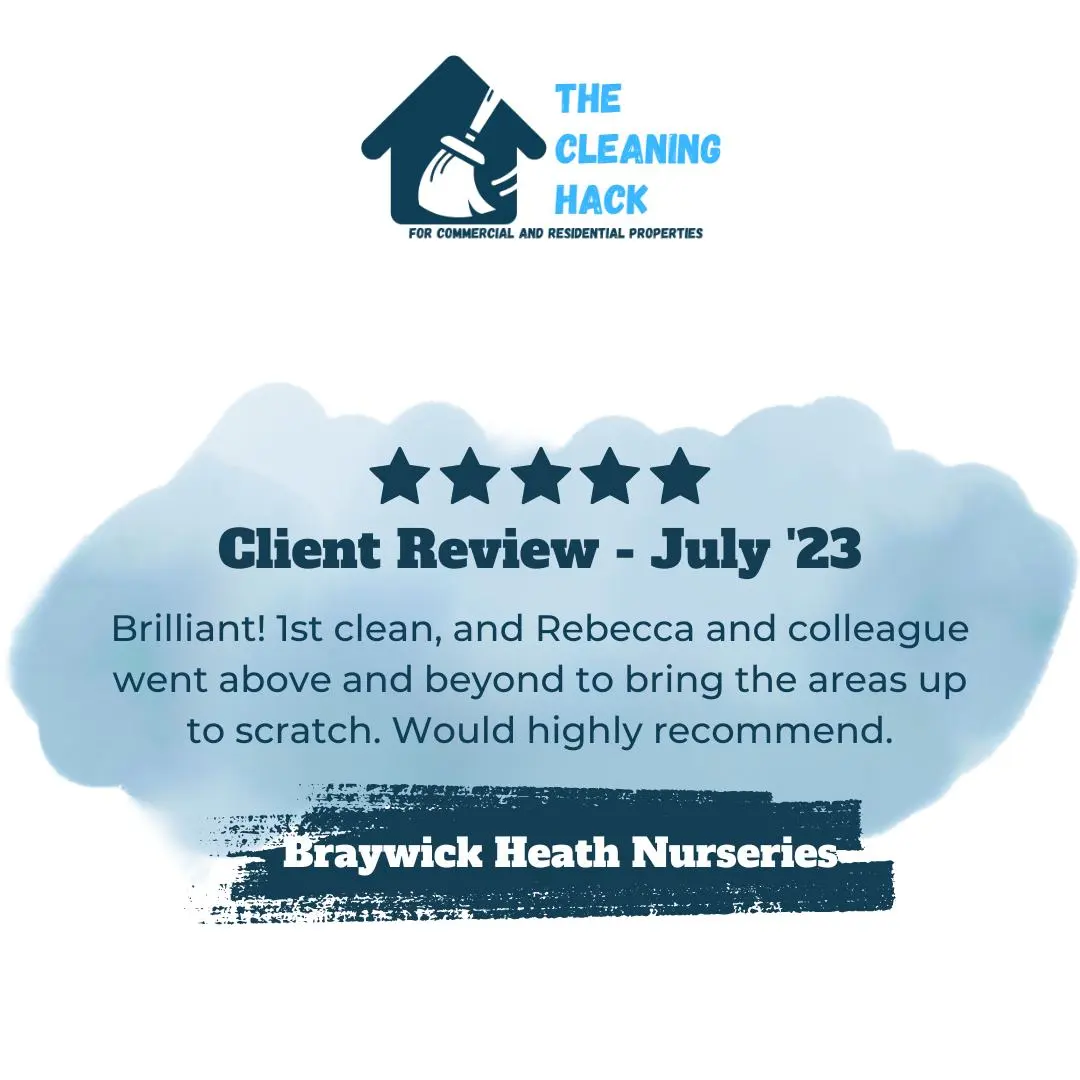 THE
CLEANING
HACK
FOR COMMERCIAL AND RESIDENTIAL PROPERTIES
Client Review - July '23
Brilliant! 1st clean, and Rebecca and colleague
went above and beyond to bring the areas up
to scratch. Would highly recommend.
Braywick Heath Nurseries